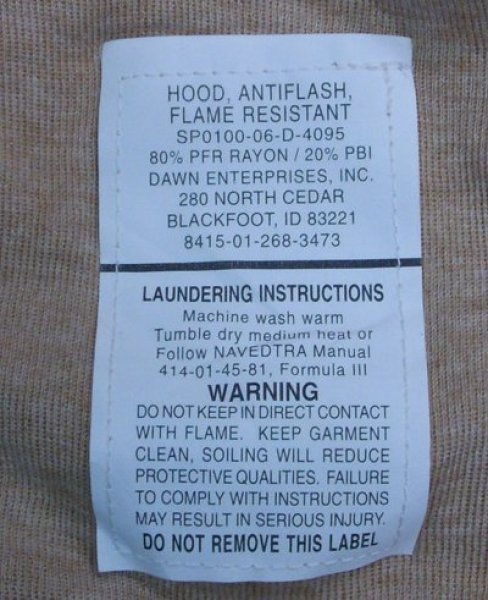 HOOD, ANTIFLASH,
FLAME RESISTANT
SP0100-06-D-4095
80% PFR RAYON / 20% PBI
DAWN ENTERPRISES, INC.
280 NORTH CEDAR
BLACKFOOT, ID 83221
8415-01-268-3473
LAUNDERING INSTRUCTIONS
Machine wash warm
Tumble dry medium heat or
Follow NAVEDTRA Manual
414-01-45-81, Formula III
WARNING
DO NOT KEEP IN DIRECT CONTACT
WITH FLAME. KEEP GARMENT
CLEAN, SOILING WILL REDUCE
PROTECTIVE QUALITIES. FAILURE
TO COMPLY WITH INSTRUCTIONS
MAY RESULT IN SERIOUS INJURY.
DO NOT REMOVE THIS LABEL